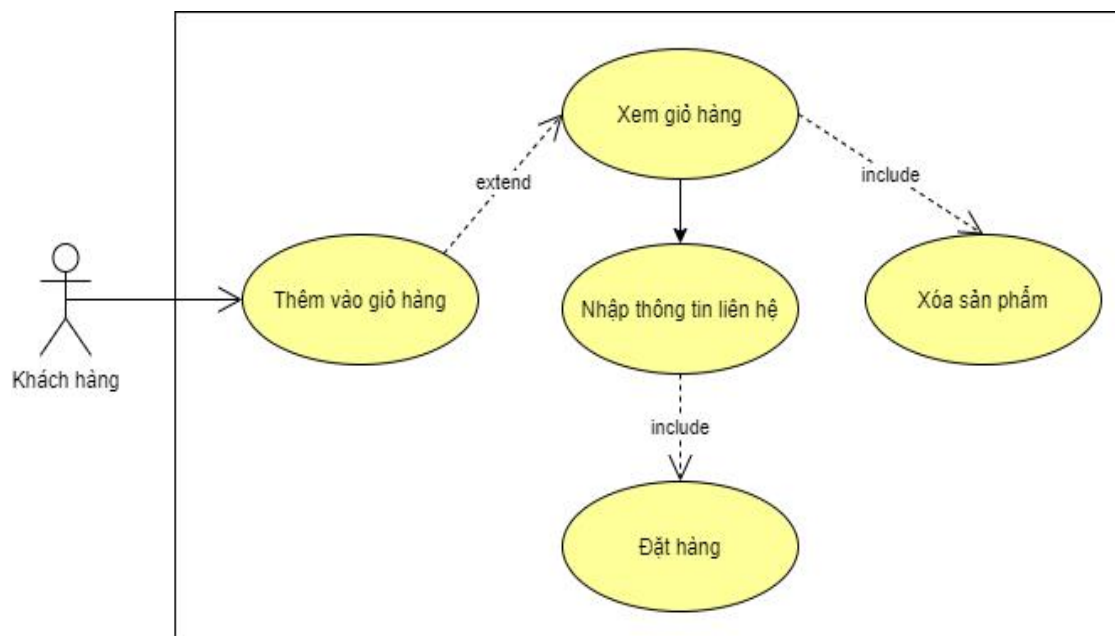 Xem giỏ hàng
include
extend
Thêm vào giỏ hàng
Nhập thông tin liên hệ
Xóa sản phẩm
Khách hàng
include
Đặt hàng